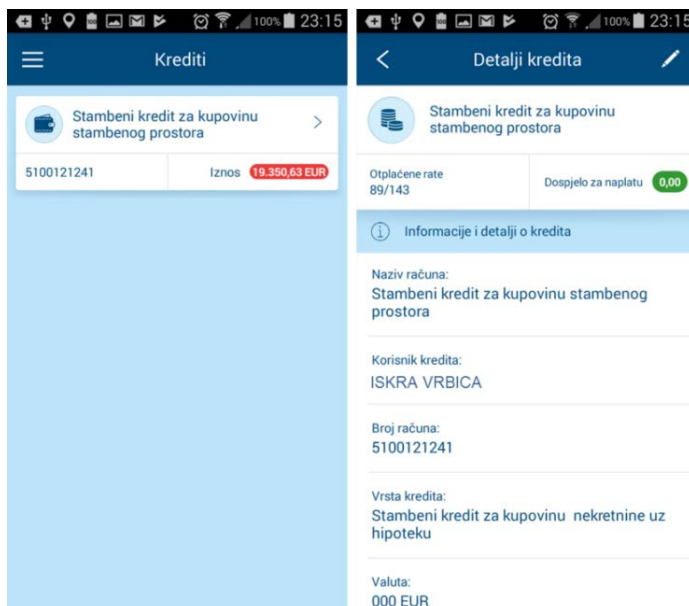 100% 23:15
Krediti
Stambeni kredit za kupovinu
stambenog prostora
5100121241 Iznos 19.350,63 EUR
100% 23:15
Detalji kredita
Stambeni kredit za kupovinu
stambenog prostora
Otplaćene rate
89/143
Dospjelo za naplatu 0,00
Informacije i detalji o kredita
Naziv računa:
Stambeni kredit za kupovinu stambenog
prostora
Korisnik kredita:
ISKRA VRBICA
Broj računa:
5100121241
Vrsta kredita:
Stambeni kredit za kupovinu nekretnine uz
hipoteku
Valuta:
000 EUR